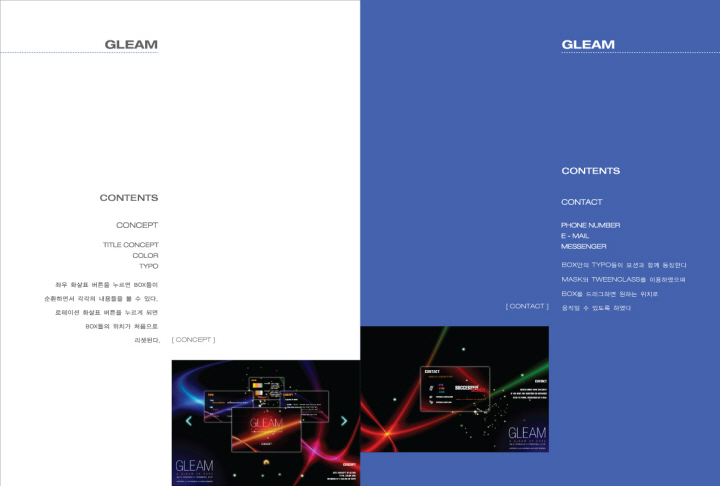 GLEAM
CONTENTS
CONCEPT
TITLE CONCEPT
COLOR
TYPO
좌우 화살표 버튼을 누르면 BOX들이
순환하면서 각각의 내용들을 볼 수 있다.
로테이션 화살표 버튼을 누르게 되면
BOX들의 위치가 처음으로
리셋된다.
[ CONCEPT ]
GLEAM
CONCEPT
GLEAM
CONCEPT
GLEAM
CONTENTS
CONTACT
PHONE NUMBER
E - MAIL
MESSENGER
BOX안의 TYPO들이 모션과 함께 등장한다
MASK와 TWEENCLASS를 이용하였으며
BOX를 드래그하면 원하는 위치로
움직일 수 있도록 하였다
[ CONTACT ]
CONTACT
CONTACT
GLEAM